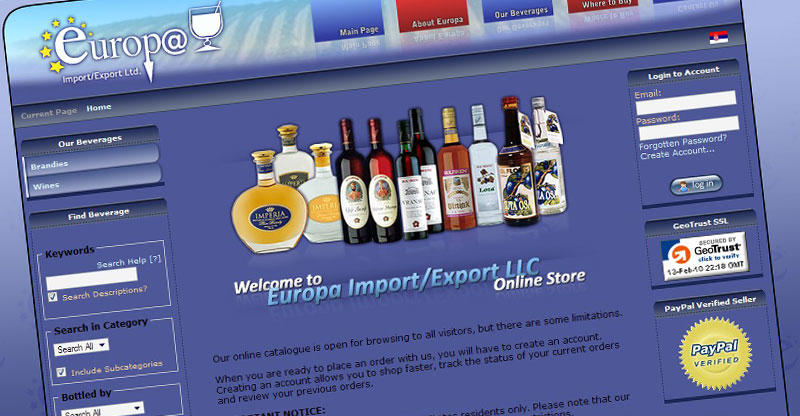 europ@
Import/Export Ltd.
Main Page
About Europa
Our Beverages
Where to Buy
Current Page Home
Our Beverages
Brandies
Wines
Find Beverage
Keywords
Search Help [?]
Search Descriptions?
Search in Category
Search All
Include Subcategories
Bottled by
Search All
IMPERIA
Welcome to
Europa Import/Export LLC
Online Store
Our online catalogue is open for browsing to all visitors, but there are some limitations.
When you are ready to place an order with us, you will have to create an account.
Creating an account allows you to shop faster, track the status of your current orders
and review your previous orders.
NOTICE:
residents only. Please note that our
Login to Account
Email:
Password:
Forgotten Password?
Create Account...
log in
GeoTrust SSL
SECURED BY
GeoTrust
click to verify
13-Feb-10 22:18 GMT
PayPal Verified Seller
PayPal
VERIFIED